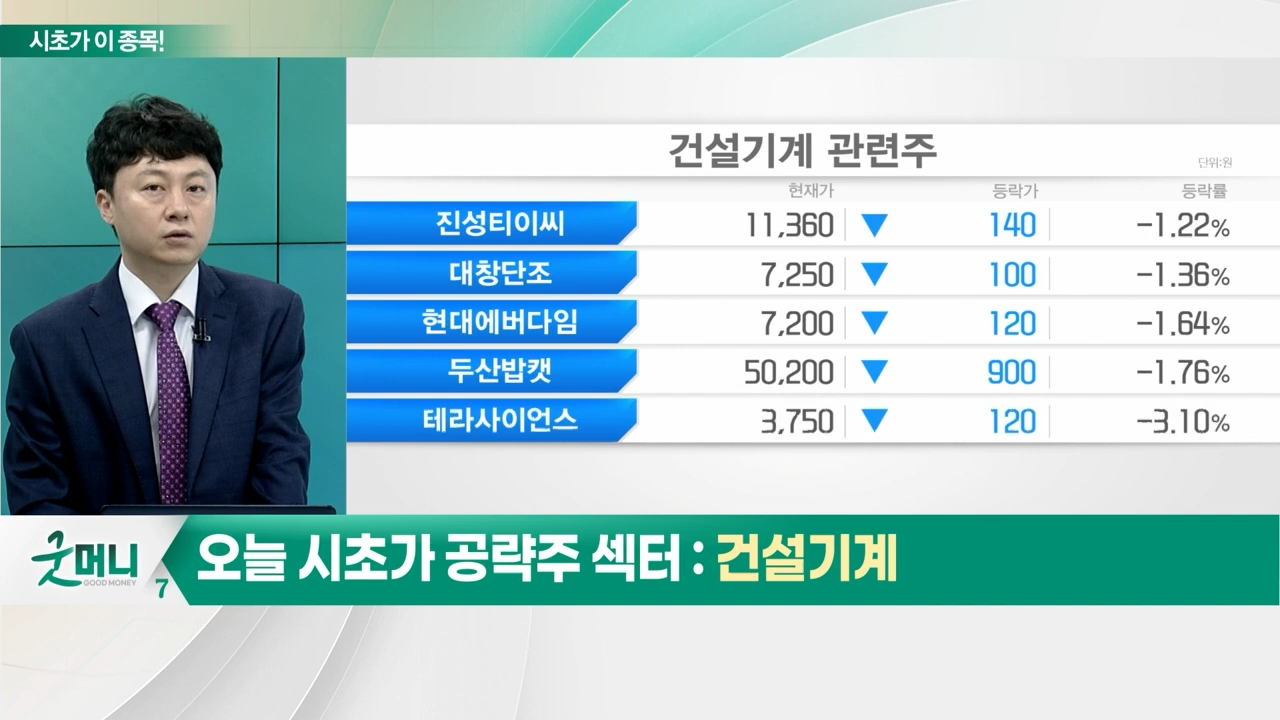 시초가 이 종목!
건설기계 관련주
단위:원
현재가 등락가 등락률
진성티이씨 11,360 ▼ 140 -1.22%
대창단조 7,250 ▼ 100 -1.36%
현대에버다임 7,200 ▼ 120 -1.64%
두산밥캣 50,200 ▼ 900 -1.76%
테라사이언스 3,750 ▼ 120 -3.10%
굿머니
GOOD MONEY
7
오늘 시초가 공략주 섹터 : 건설기계